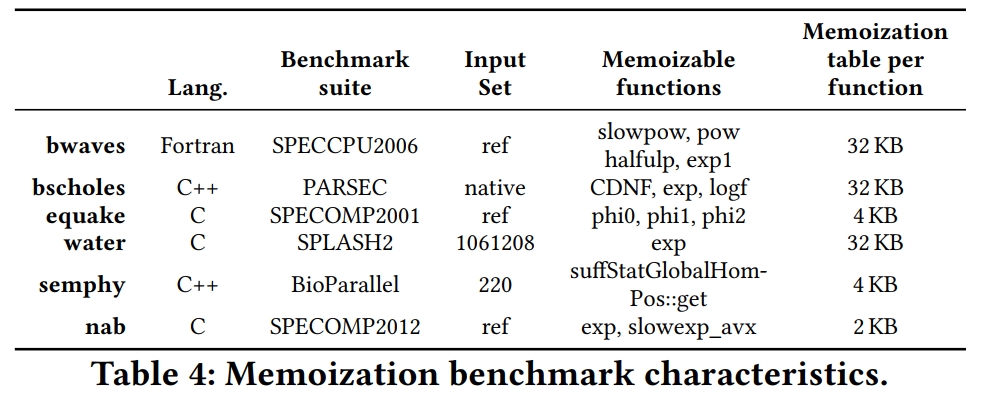 Lang. Benchmark suite Input Set Memoizable functions Memoization table per function
bwaves Fortran SPECCPU2006 ref slowpow, pow halfulp, exp1 32 KB
bscholes C++ PARSEC native CDNF, exp, logf 32 KB
equake C SPECOMP2001 ref phi0, phi1, phi2 4 KB
water C SPLASH2 1061208 exp 32 KB
semphy C++ BioParallel 220 suffStatGlobalHom-Pos::get 4 KB
nab C SPECOMP2012 ref exp, slowexp_avx 2 KB
Table 4: Memoization benchmark characteristics.